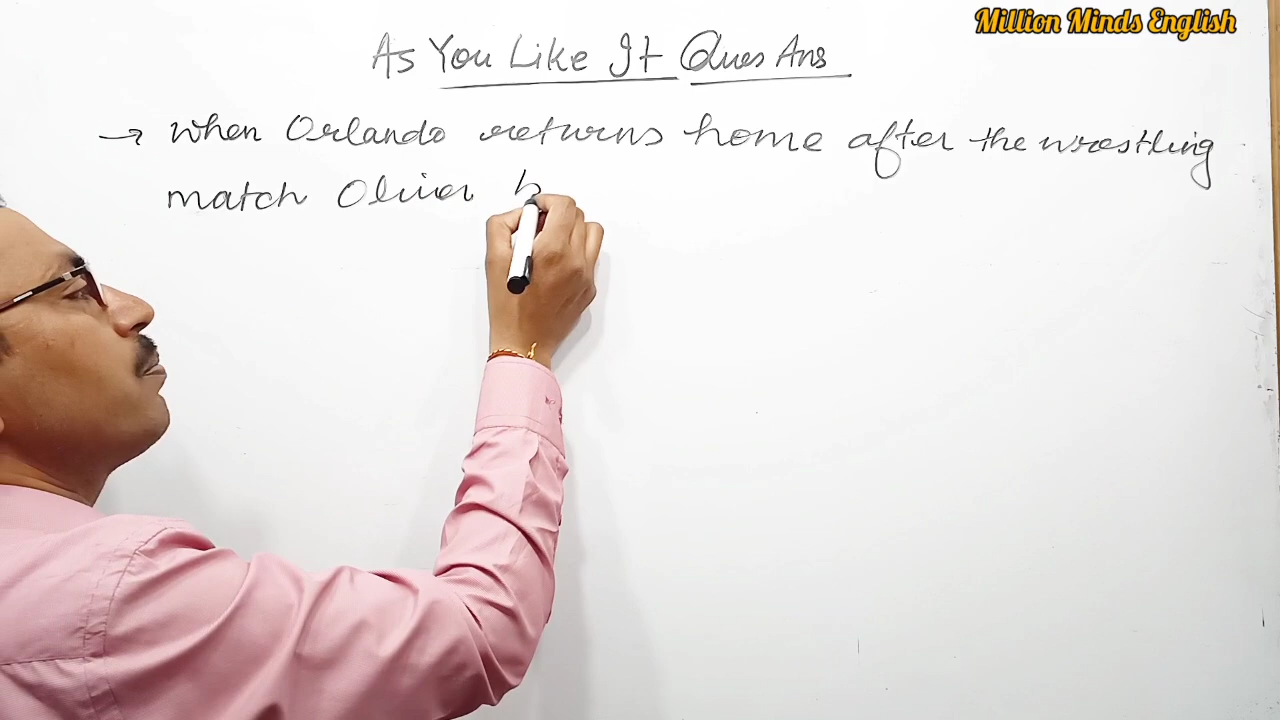 Million Minds English
As You Like It Ques Ans
→ when Orlando returns home after the wrestling
match Oliver h